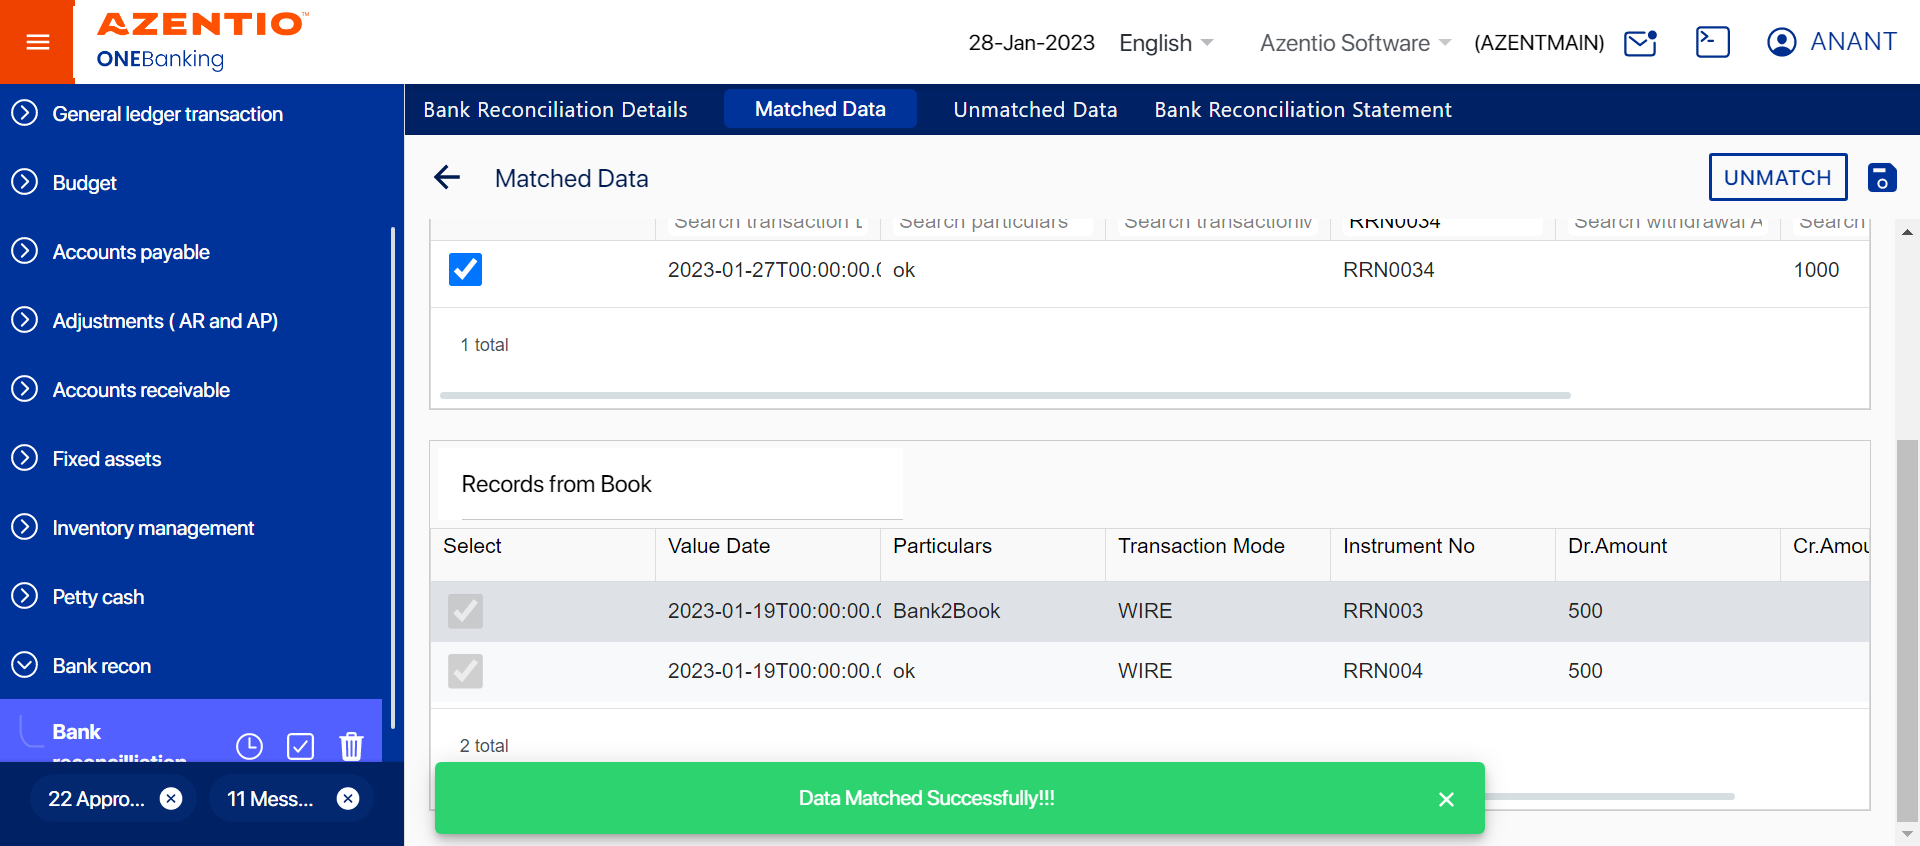 AZENTIO™
ONEBanking
28-Jan-2023 English Azentio Software (AZENTMAIN) ANANT
General ledger transaction
Budget
Accounts payable
Adjustments ( AR and AP)
Accounts receivable
Fixed assets
Inventory management
Petty cash
Bank recon
Bank
reconcilliation
22 Appro... 11 Mess...
Bank Reconciliation Details Matched Data Unmatched Data Bank Reconciliation Statement
Matched Data UNMATCH
Search transaction Search particulars Search transaction RRN0034 Search withdrawal A Search
2023-01-27T00:00:00.0 ok RRN0034 1000
1 total
Records from Book
Select Value Date Particulars Transaction Mode Instrument No Dr.Amount Cr.Amou
2023-01-19T00:00:00.0 Bank2Book WIRE RRN003 500
2023-01-19T00:00:00.0 ok WIRE RRN004 500
2 total
Data Matched Successfully!!!